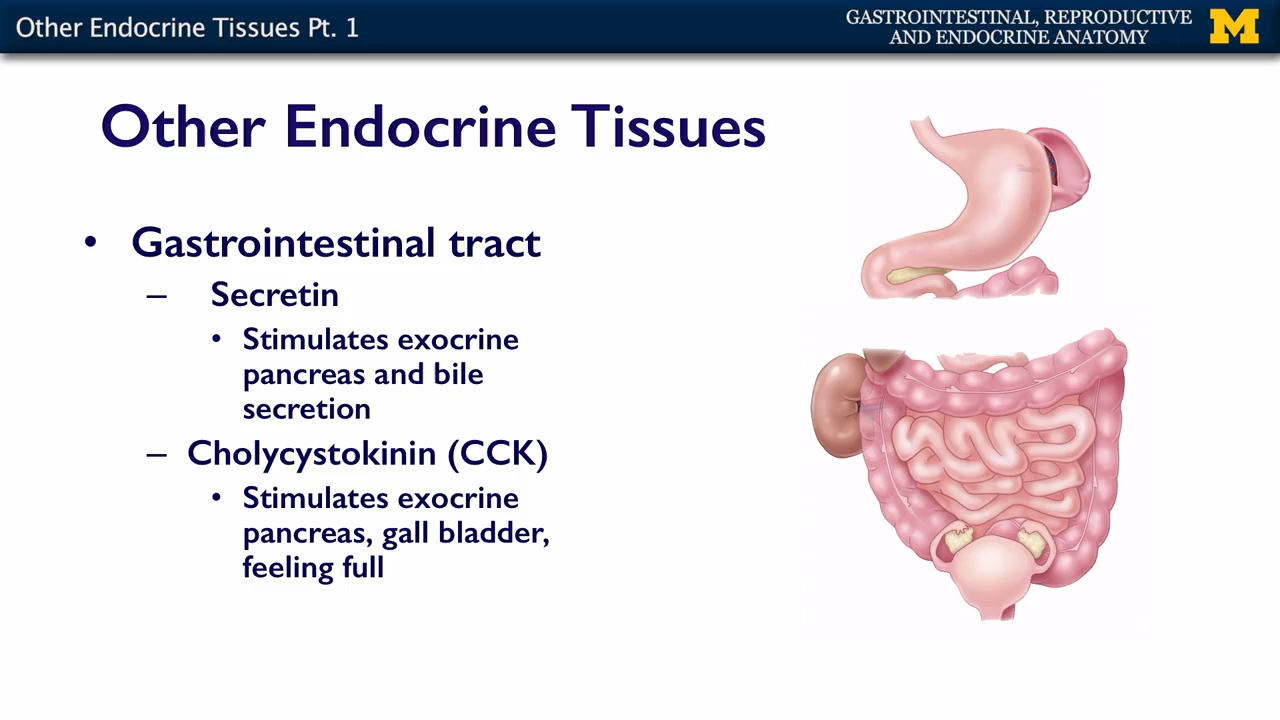 Other Endocrine Tissues Pt. 1
GASTROINTESTINAL, REPRODUCTIVE
AND ENDOCRINE ANATOMY
M
Other Endocrine Tissues
• Gastrointestinal tract
– Secretin
• Stimulates exocrine
pancreas and bile
secretion
– Cholycystokinin (CCK)
• Stimulates exocrine
pancreas, gall bladder,
feeling full